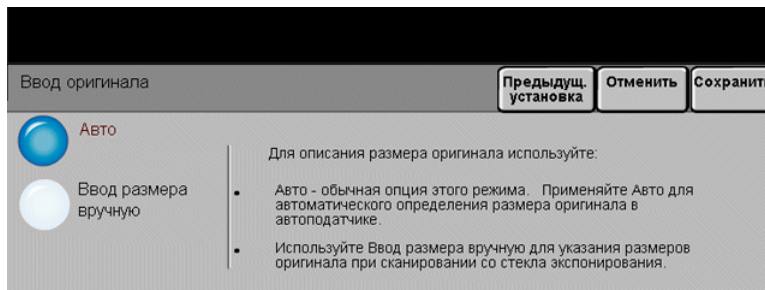 Ввод оригинала
Предыдущ.
установка
Отменить
Сохранит
Авто
Ввод размера
вручную
Для описания размера оригинала используйте:
• Авто - обычная опция этого режима. Применяйте Авто для
автоматического определения размера оригинала в
автоподатчике.
• Используйте Ввод размера вручную для указания размеров
оригинала при сканировании со стекла экспонирования.